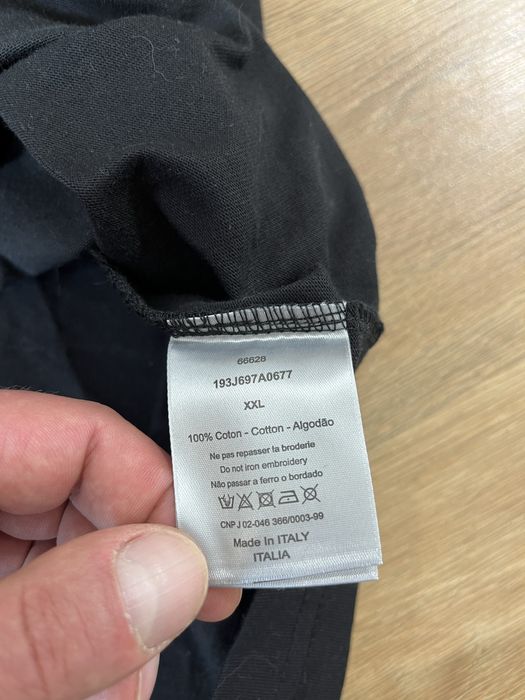 66628
193J697A0677
XXL
100% Coton - Cotton - Algodão
Ne pas repasser la broderie
Do not iron embroidery
Não passar a ferro o bordado
CNPJ 02-046 366/0003-99
Made In ITALY
ITALIA